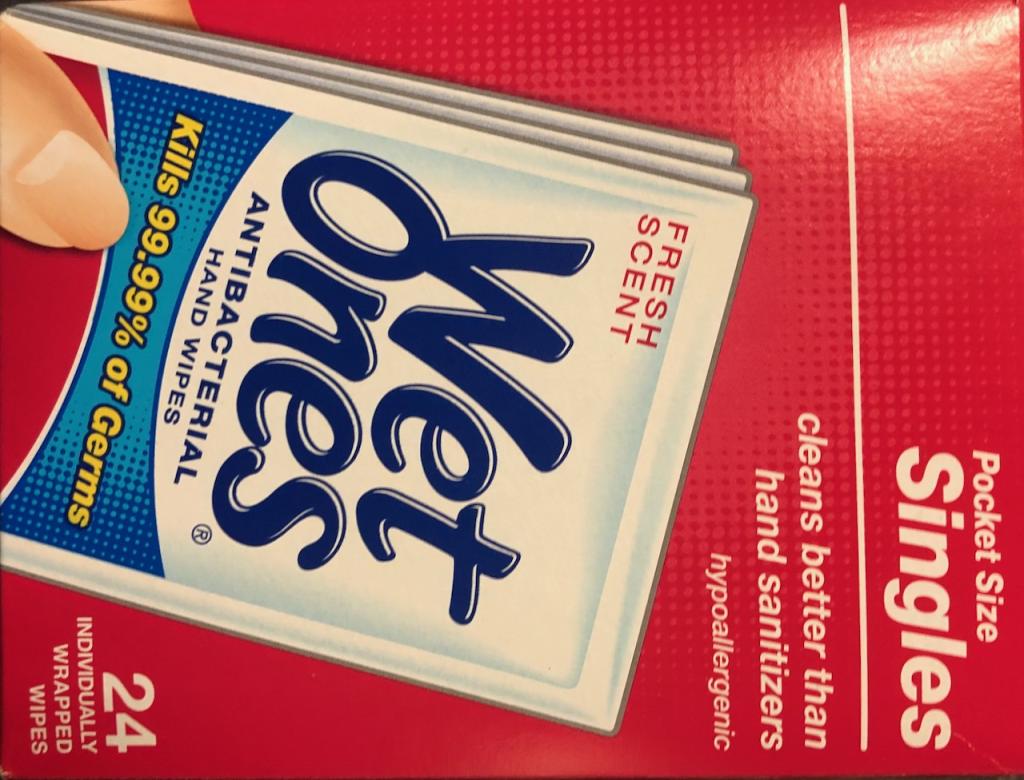 Pocket Size
Singles
cleans better than
hand sanitizers
hypoallergenic
FRESH
SCENT
Wet
Ones®
ANTIBACTERIAL
HAND WIPES
Kills 99.99% of Germs
24
INDIVIDUALLY
WRAPPED
WIPES